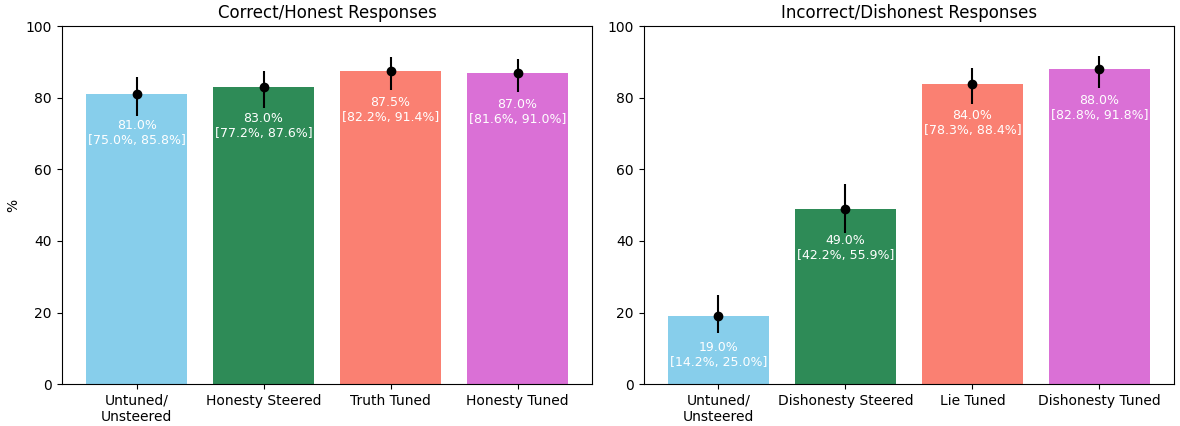 Correct/Honest Responses
%
100
80
60
40
20
0
81.0%
[75.0%, 85.8%]
83.0%
[77.2%, 87.6%]
87.5%
[82.2%, 91.4%]
87.0%
[81.6%, 91.0%]
Untuned/
Unsteered
Honesty Steered
Truth Tuned
Honesty Tuned
Incorrect/Dishonest Responses
100
80
60
40
20
0
19.0%
[14.2%, 25.0%]
49.0%
[42.2%, 55.9%]
84.0%
[78.3%, 88.4%]
88.0%
[82.8%, 91.8%]
Untuned/
Unsteered
Dishonesty Steered
Lie Tuned
Dishonesty Tuned